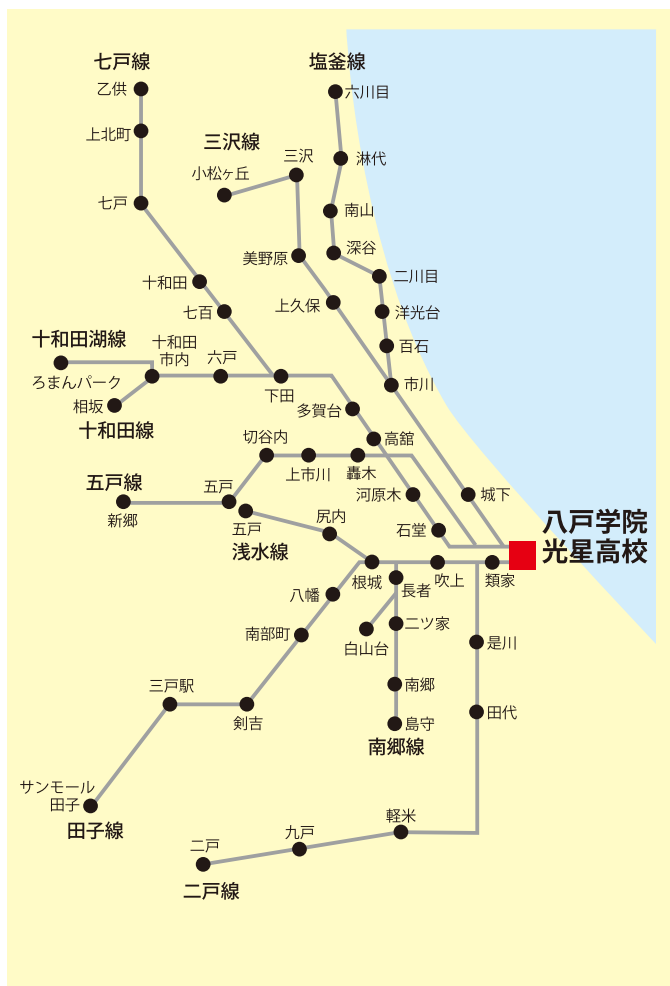 七戸線
塩釜線
乙供
六川目
上北町
三沢線
三沢
淋代
小松ヶ丘
七戸
南山
深谷
美野原
二川目
十和田
上久保
洋光台
七百
十和田湖線
十和田
市内
六戸
百石
ろまんパーク
下田
市川
相坂
多賀台
十和田線
切谷内
高舘
上市川
轟木
五戸線
五戸
河原木
城下
新郷
五戸
尻内
石堂
八戸学院
光星高校
浅水線
根城
吹上
類家
八幡
長者
南部町
二ツ家
白山台
是川
三戸駅
南郷
田代
剣吉
島守
南郷線
サンモール
田子
田子線
軽米
九戸
二戸
二戸線